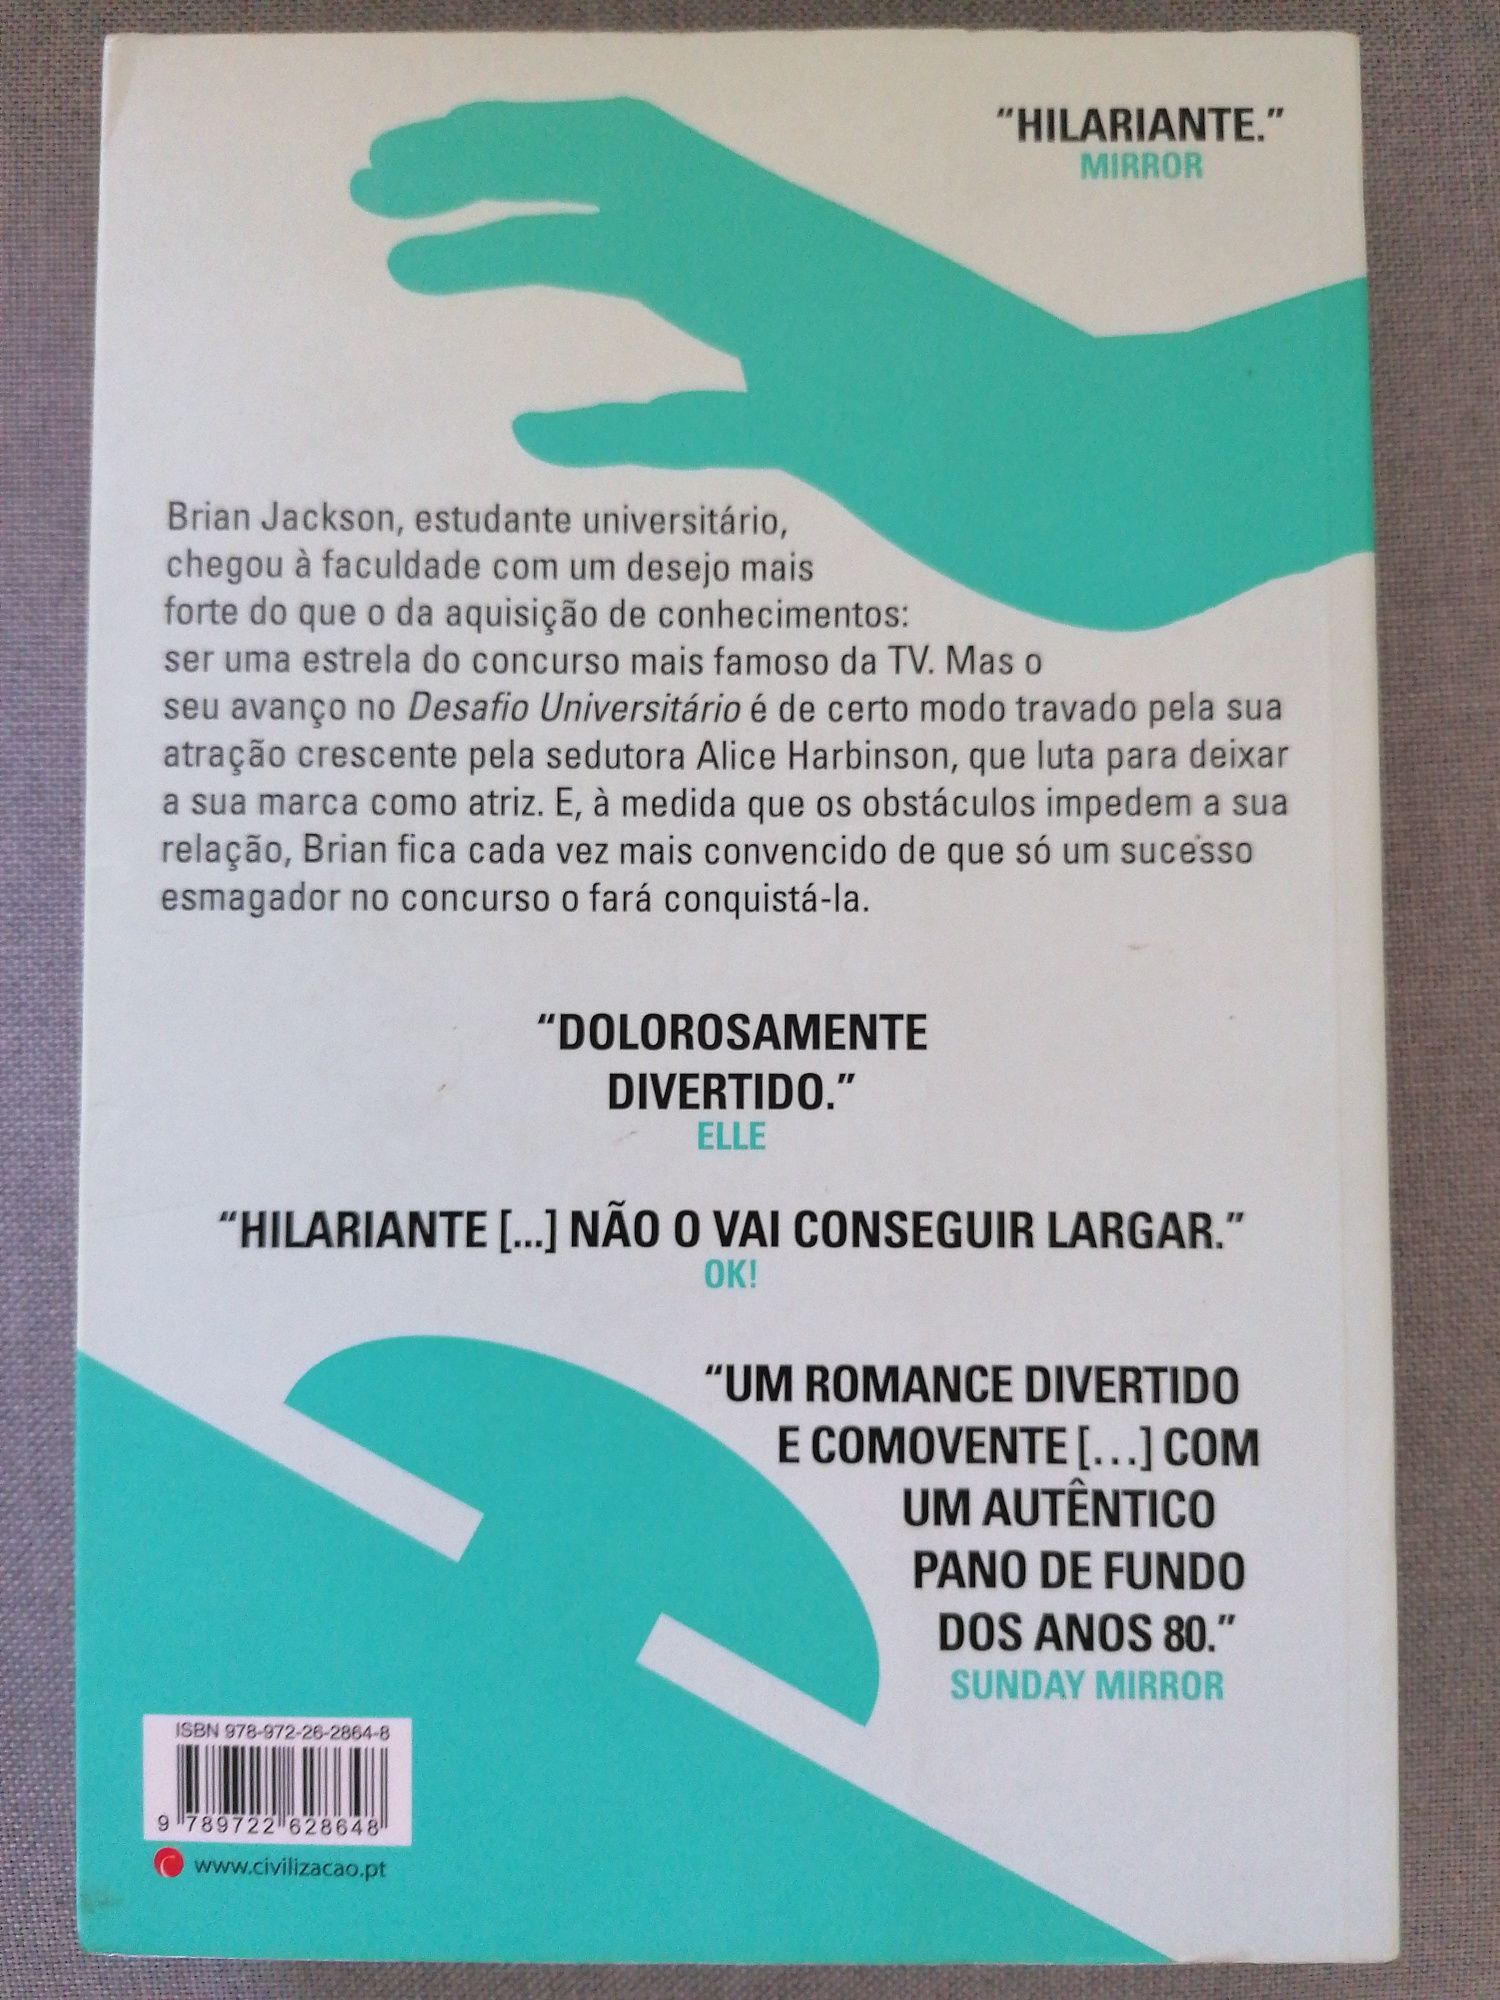 “HILARIANTE.”
MIRROR
Brian Jackson, estudante universitário,
chegou à faculdade com um desejo mais
forte do que o da aquisição de conhecimentos:
ser uma estrela do concurso mais famoso da TV. Mas o
seu avanço no Desafio Universitário é de certo modo travado pela sua
atração crescente pela sedutora Alice Harbinson, que luta para deixar
a sua marca como atriz. E, à medida que os obstáculos impedem a sua
relação, Brian fica cada vez mais convencido de que só um sucesso
esmagador no concurso o fará conquistá-la.
“DOLOROSAMENTE
DIVERTIDO.”
ELLE
“HILARIANTE [...] NÃO O VAI CONSEGUIR LARGAR.”
OK!
“UM ROMANCE DIVERTIDO
E COMOVENTE [...] COM
UM AUTÊNTICO
PANO DE FUNDO
DOS ANOS 80.”
SUNDAY MIRROR
ISBN 978-972-26-2864-8
9 789722 628648
www.civilizacao.pt